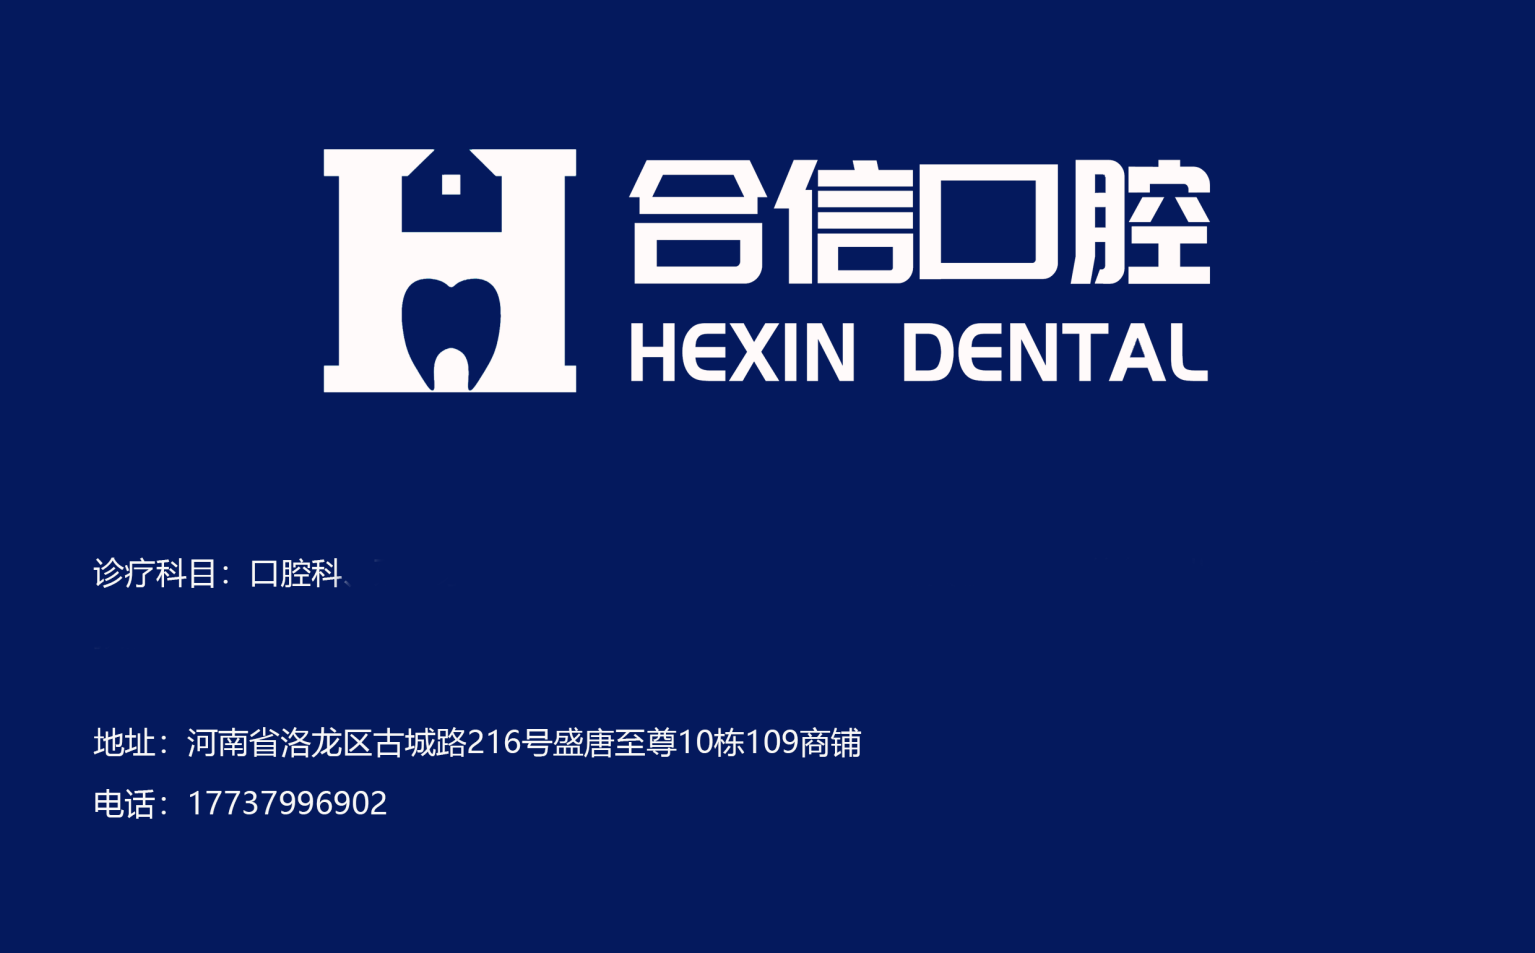 合信口腔
HEXIN DENTAL
诊疗科目：口腔科、
地址：河南省洛龙区古城路216号盛唐至尊10栋109商铺
电话：17737996902